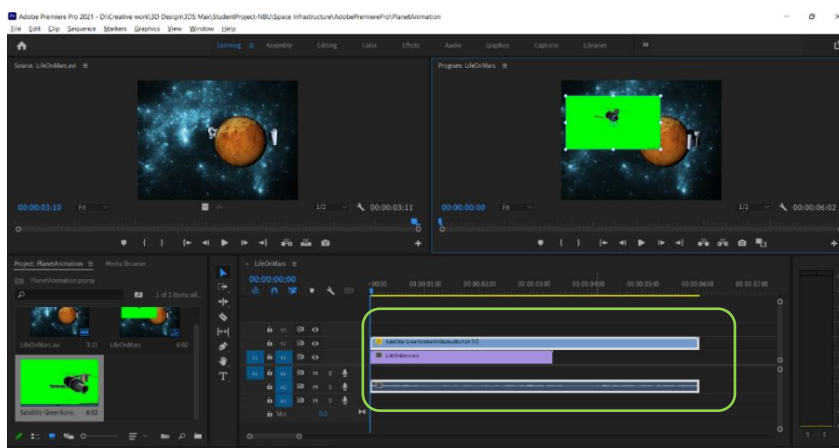 Adobe Premiere Pro 2021 - D:\Creative work\3D Design\3DS Max\StudentProject-NBU\Space Infrastructure\AdobePremierePro\PlanetAnimation
File Edit Clip Sequence Markers Graphics View Window Help
Learning Assembly Editing Color Effects Audio Graphics Captions Libraries
Source: LifeOnMars.avi
Program: LifeOnMars
00:00:03:10 Fit 1/2 00:00:03:11
00:00:00:00 Fit 1/2 00:00:06:02
Project: PlanetAnimation Media Browser
PlanetAnimation.prproj
1 of 3 items sel...
LifeOnMars.avi 3:11 LifeOnMars 6:02
Satellite-GreenScre... 6:02
LifeOnMars
00:00:00:00
:00:00 00:00:01:00 00:00:02:00 00:00:03:00 00:00:04:00 00:00:05:00 00:00:06:00 00:00:07:00
V3
V2
V1 V1
LifeOnMars.avi
A1 A1 M S
A2 M S
A3 M S
Mix 0.0
S S